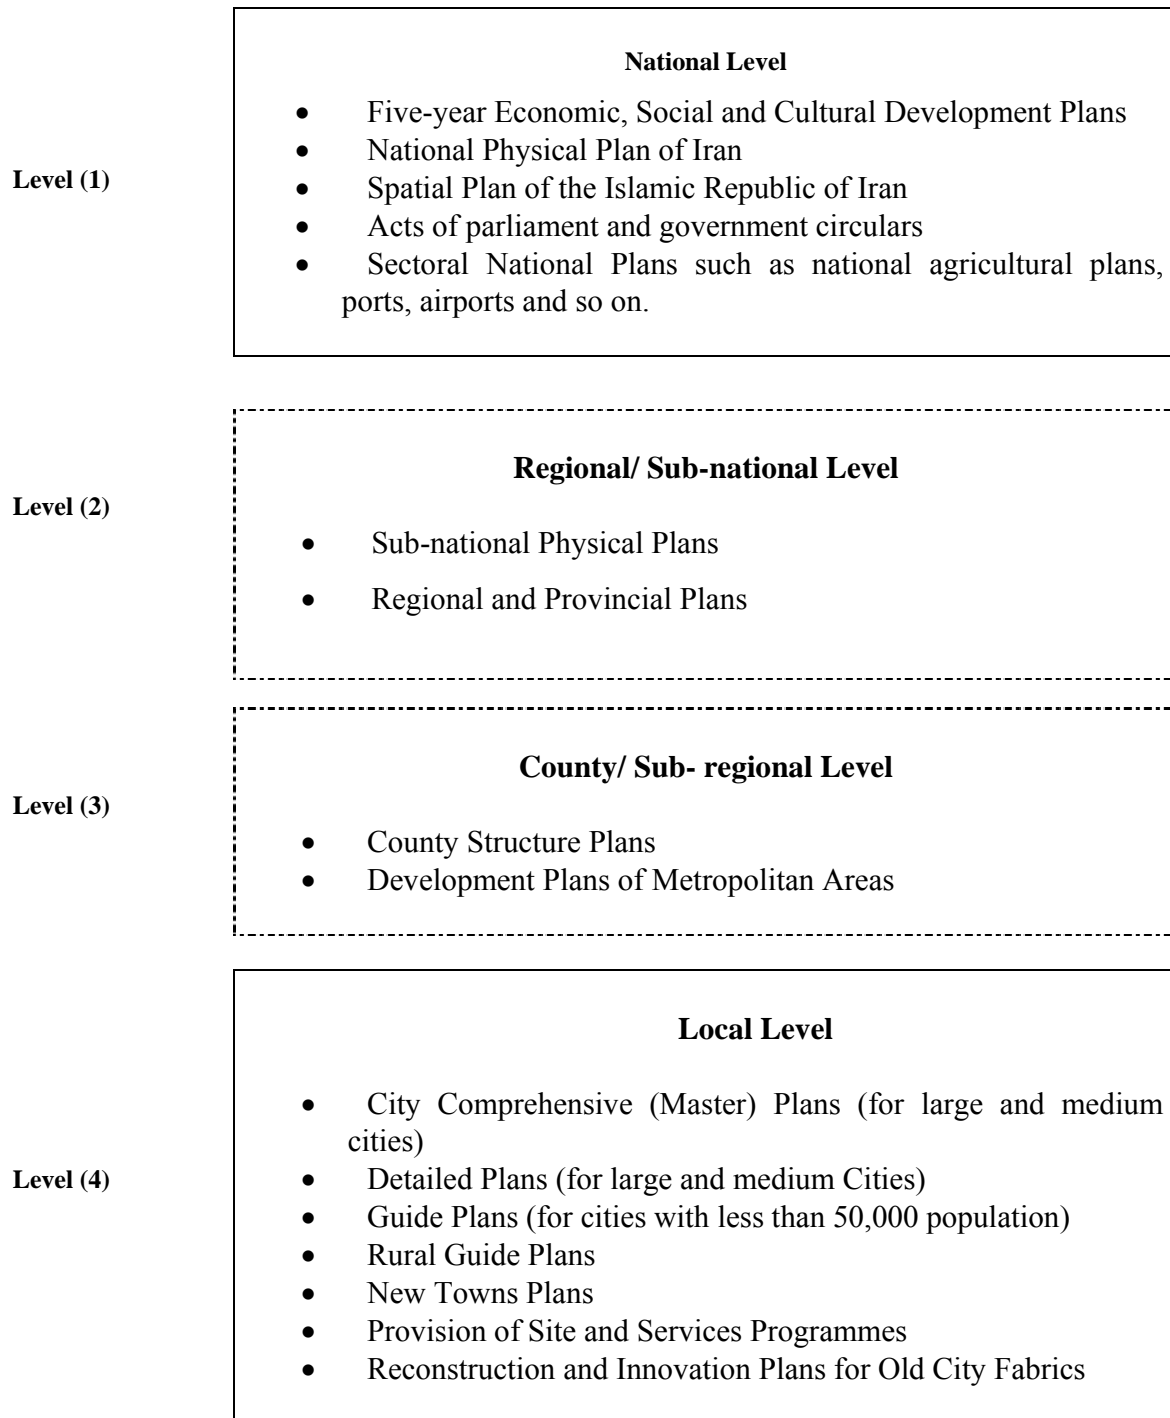 National Level
• Five-year Economic, Social and Cultural Development Plans
• National Physical Plan of Iran
Level (1)
• Spatial Plan of the Islamic Republic of Iran
• Acts of parliament and government circulars
• Sectoral National Plans such as national agricultural plans,
ports, airports and so on.
Regional/ Sub-national Level
Level (2)
• Sub-national Physical Plans
• Regional and Provincial Plans
County/ Sub- regional Level
Level (3)
• County Structure Plans
• Development Plans of Metropolitan Areas
Local Level
• City Comprehensive (Master) Plans (for large and medium
cities)
Level (4)
• Detailed Plans (for large and medium Cities)
• Guide Plans (for cities with less than 50,000 population)
• Rural Guide Plans
• New Towns Plans
• Provision of Site and Services Programmes
• Reconstruction and Innovation Plans for Old City Fabrics